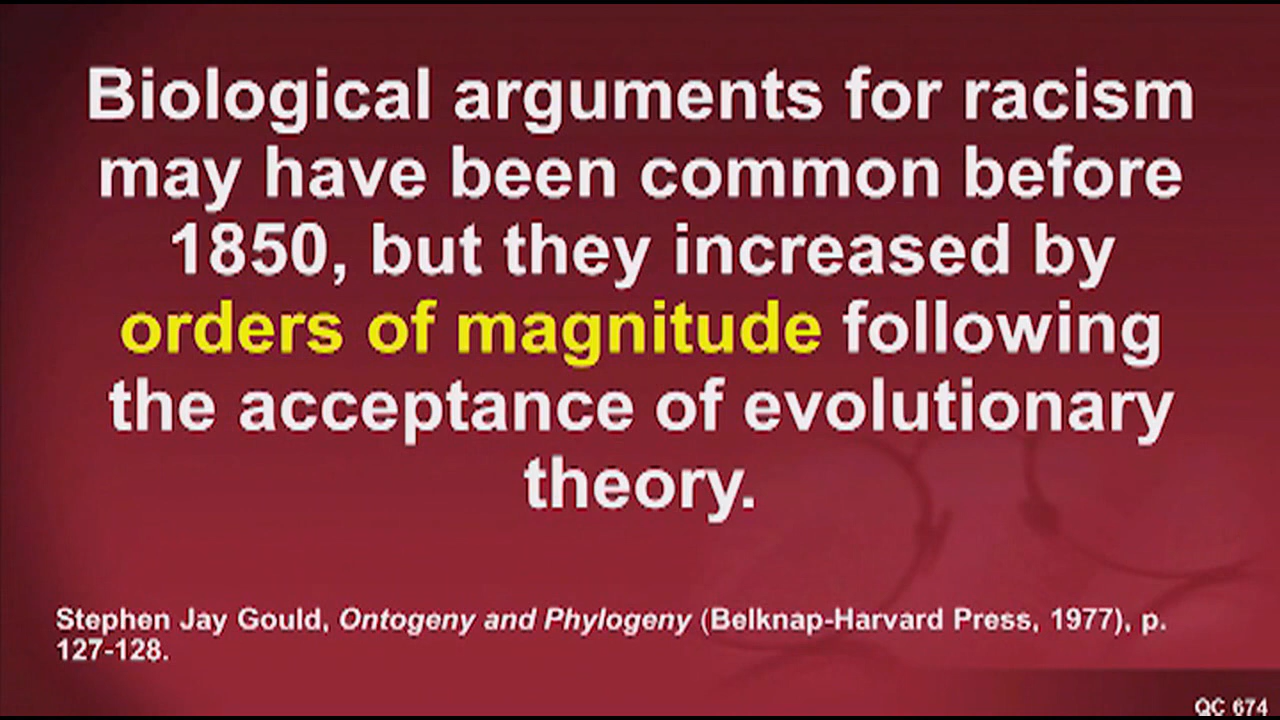 Biological arguments for racism
may have been common before
1850, but they increased by
orders of magnitude following
the acceptance of evolutionary
theory.
Stephen Jay Gould, Ontogeny and Phylogeny (Belknap-Harvard Press, 1977), p.
127-128.
QC 674